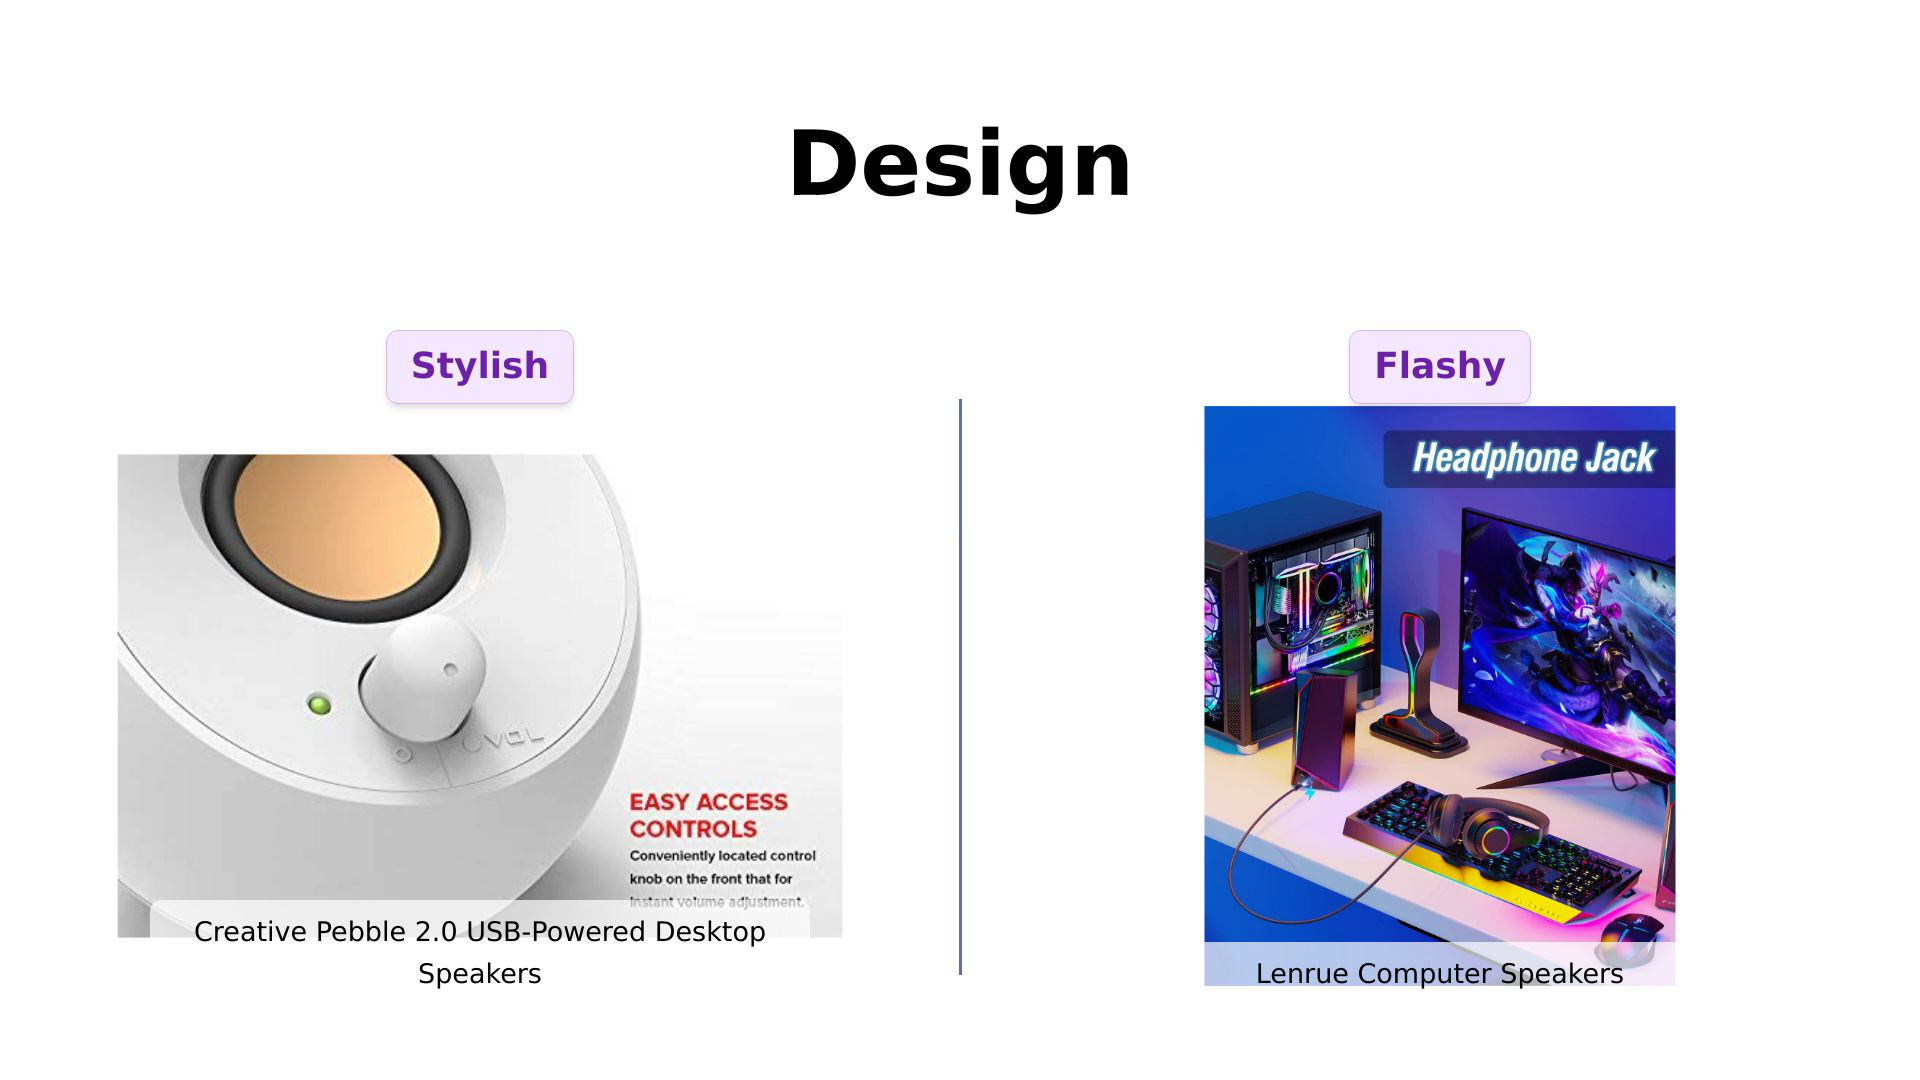 Design
Stylish
Flashy
Headphone Jack
VOL
EASY ACCESS
CONTROLS
Conveniently located control
knob on the front that for
instant volume adjustment.
ALIENWARE
Creative Pebble 2.0 USB-Powered Desktop
Speakers
Lenrue Computer Speakers